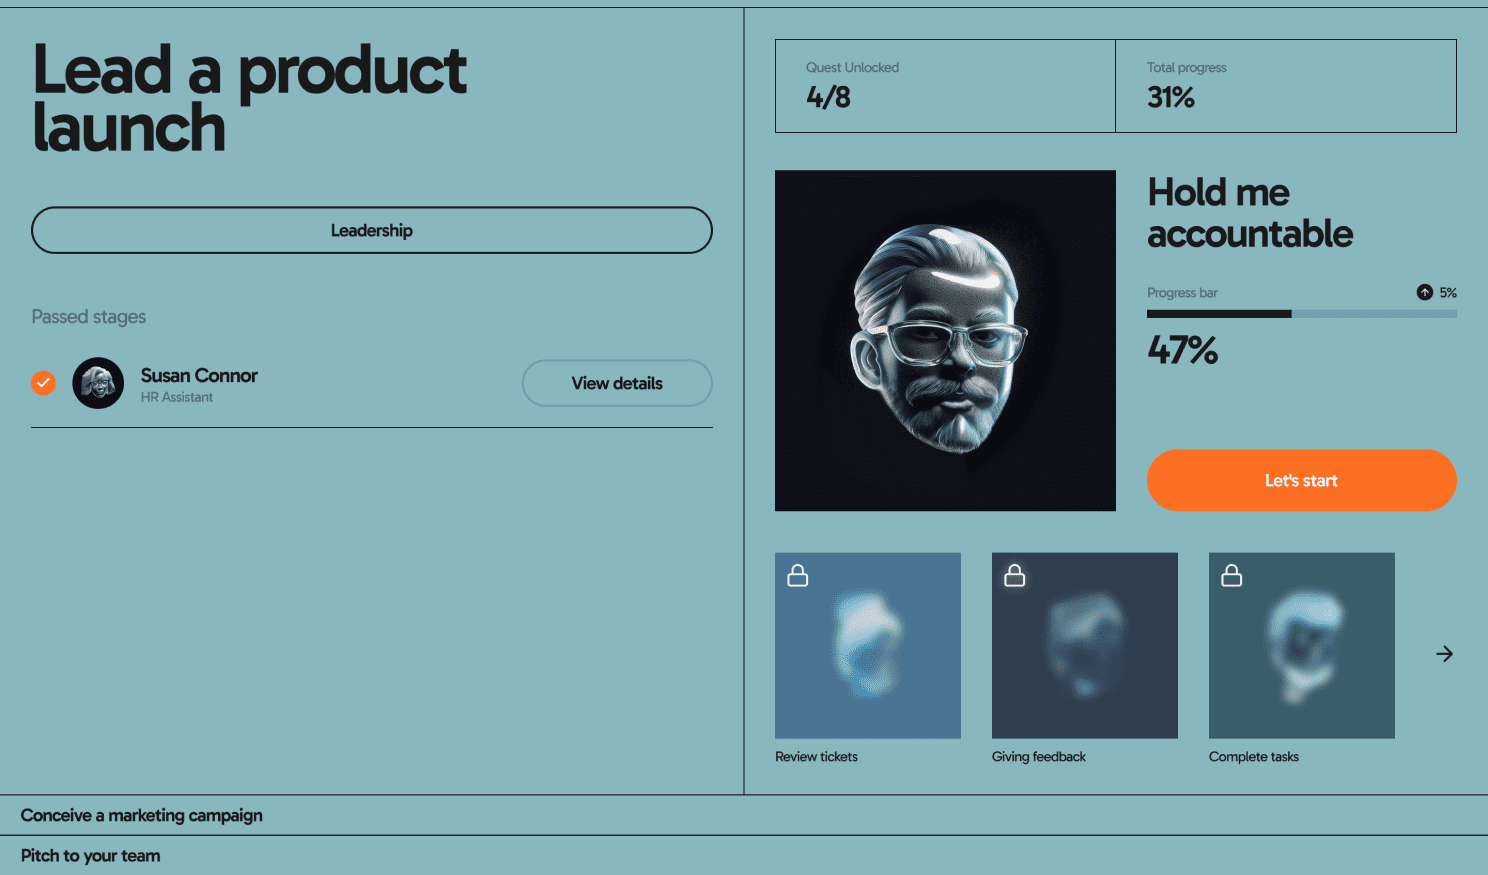 Lead a product
launch
Leadership
Passed stages
Susan Connor
HR Assistant
View details
Quest Unlocked
4/8
Total progress
31%
Hold me
accountable
Progress bar
5%
47%
Let's start
Review tickets
Giving feedback
Complete tasks
Conceive a marketing campaign
Pitch to your team